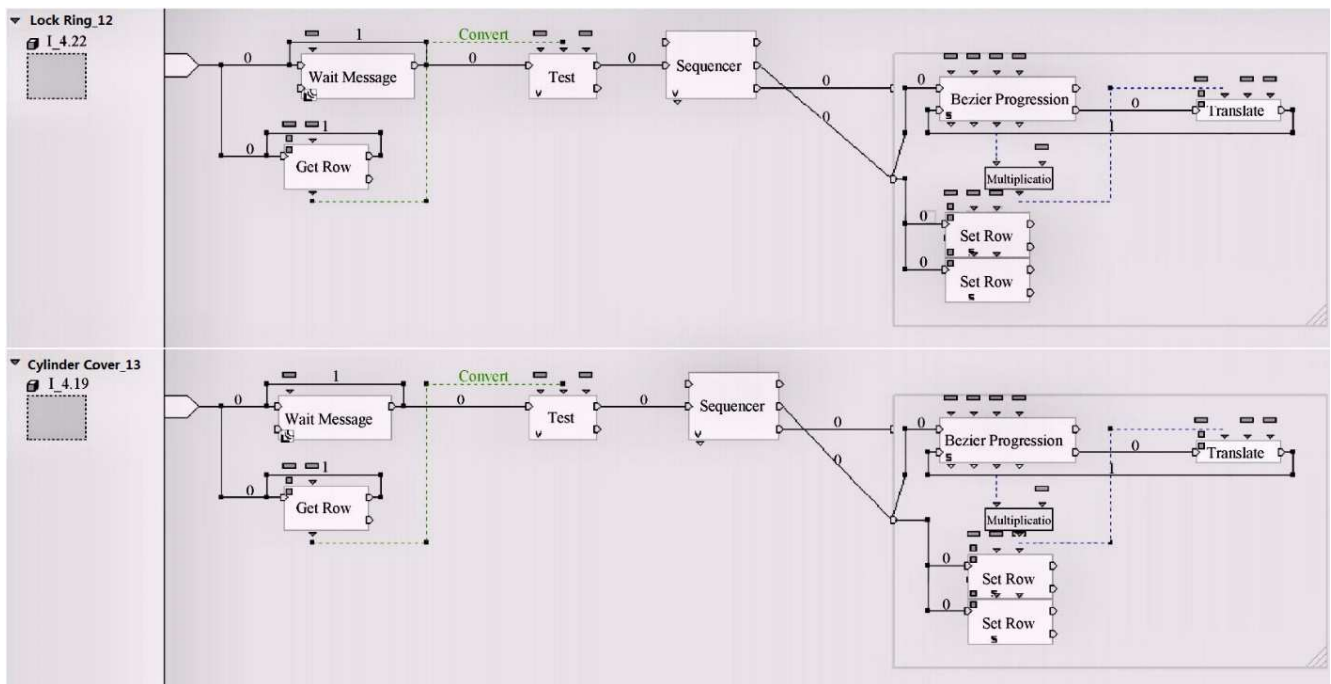 Lock Ring_12
I_4.22
0
1
Convert
Wait Message
0
Test
0
Sequencer
0
0
0
Bezier Progression
0
Translate
1
0
1
Get Row
Multiplicatio
0
Set Row
0
Set Row
Cylinder Cover_13
I_4.19
0
1
Convert
Wait Message
0
Test
0
Sequencer
0
0
0
Bezier Progression
0
Translate
1
0
1
Get Row
Multiplicatio
0
Set Row
0
Set Row